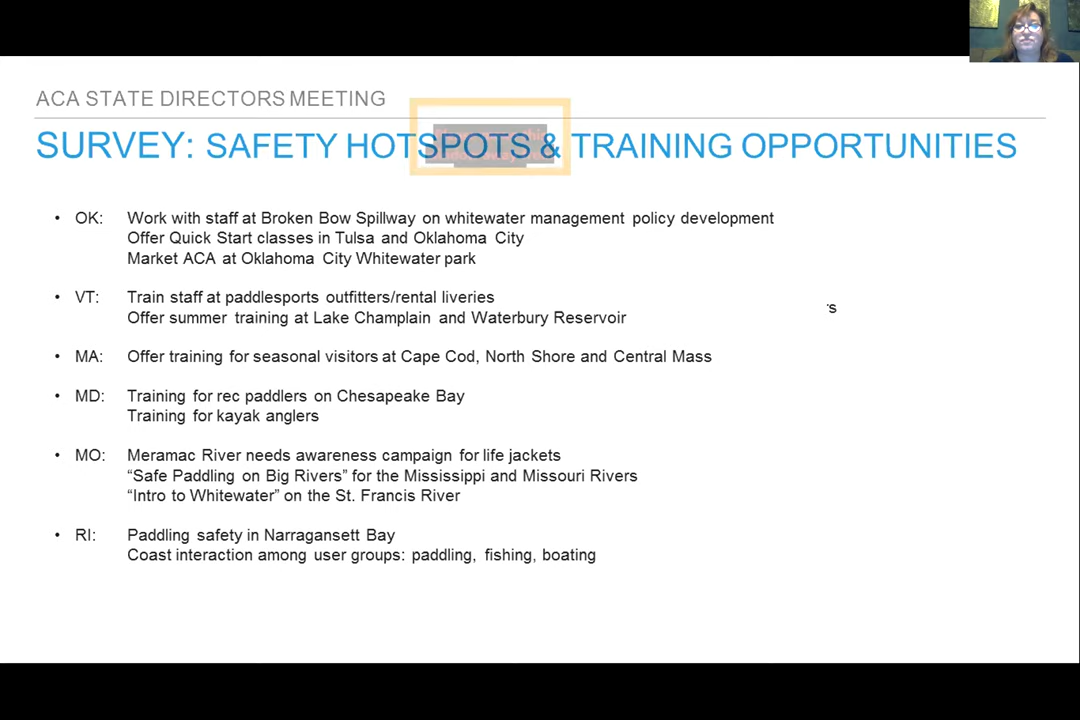 ACA STATE DIRECTORS MEETING
SURVEY: SAFETY HOTSPOTS & TRAINING OPPORTUNITIES
• OK: Work with staff at Broken Bow Spillway on whitewater management policy development
Offer Quick Start classes in Tulsa and Oklahoma City
Market ACA at Oklahoma City Whitewater park
• VT: Train staff at paddlesports outfitters/rental liveries
Offer summer training at Lake Champlain and Waterbury Reservoir
• MA: Offer training for seasonal visitors at Cape Cod, North Shore and Central Mass
• MD: Training for rec paddlers on Chesapeake Bay
Training for kayak anglers
• MO: Meramac River needs awareness campaign for life jackets
“Safe Paddling on Big Rivers” for the Mississippi and Missouri Rivers
“Intro to Whitewater” on the St. Francis River
• RI: Paddling safety in Narragansett Bay
Coast interaction among user groups: paddling, fishing, boating